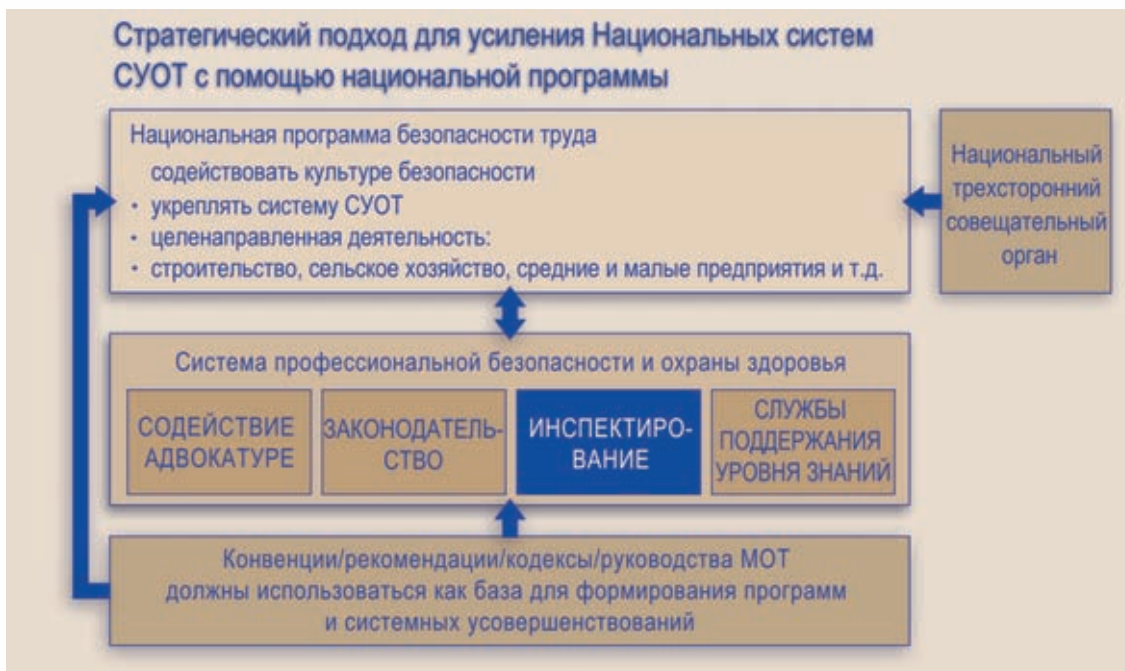 Стратегический подход для усиления Национальных систем
СУОТ с помощью национальной программы
Национальная программа безопасности труда
содействовать культуре безопасности
• укреплять систему СУОТ
• целенаправленная деятельность:
• строительство, сельское хозяйство, средние и малые предприятия и т.д.
Национальный
трехсторонний
совещательный
орган
Система профессиональной безопасности и охраны здоровья
СОДЕЙСТВИЕ
АДВОКАТУРЕ
ЗАКОНОДАТЕЛЬ-
СТВО
ИНСПЕКТИРО-
ВАНИЕ
СЛУЖБЫ
ПОДДЕРЖАНИЯ
УРОВНЯ ЗНАНИЙ
Конвенции/рекомендации/кодексы/руководства МОТ
должны использоваться как база для формирования программ
и системных усовершенствований